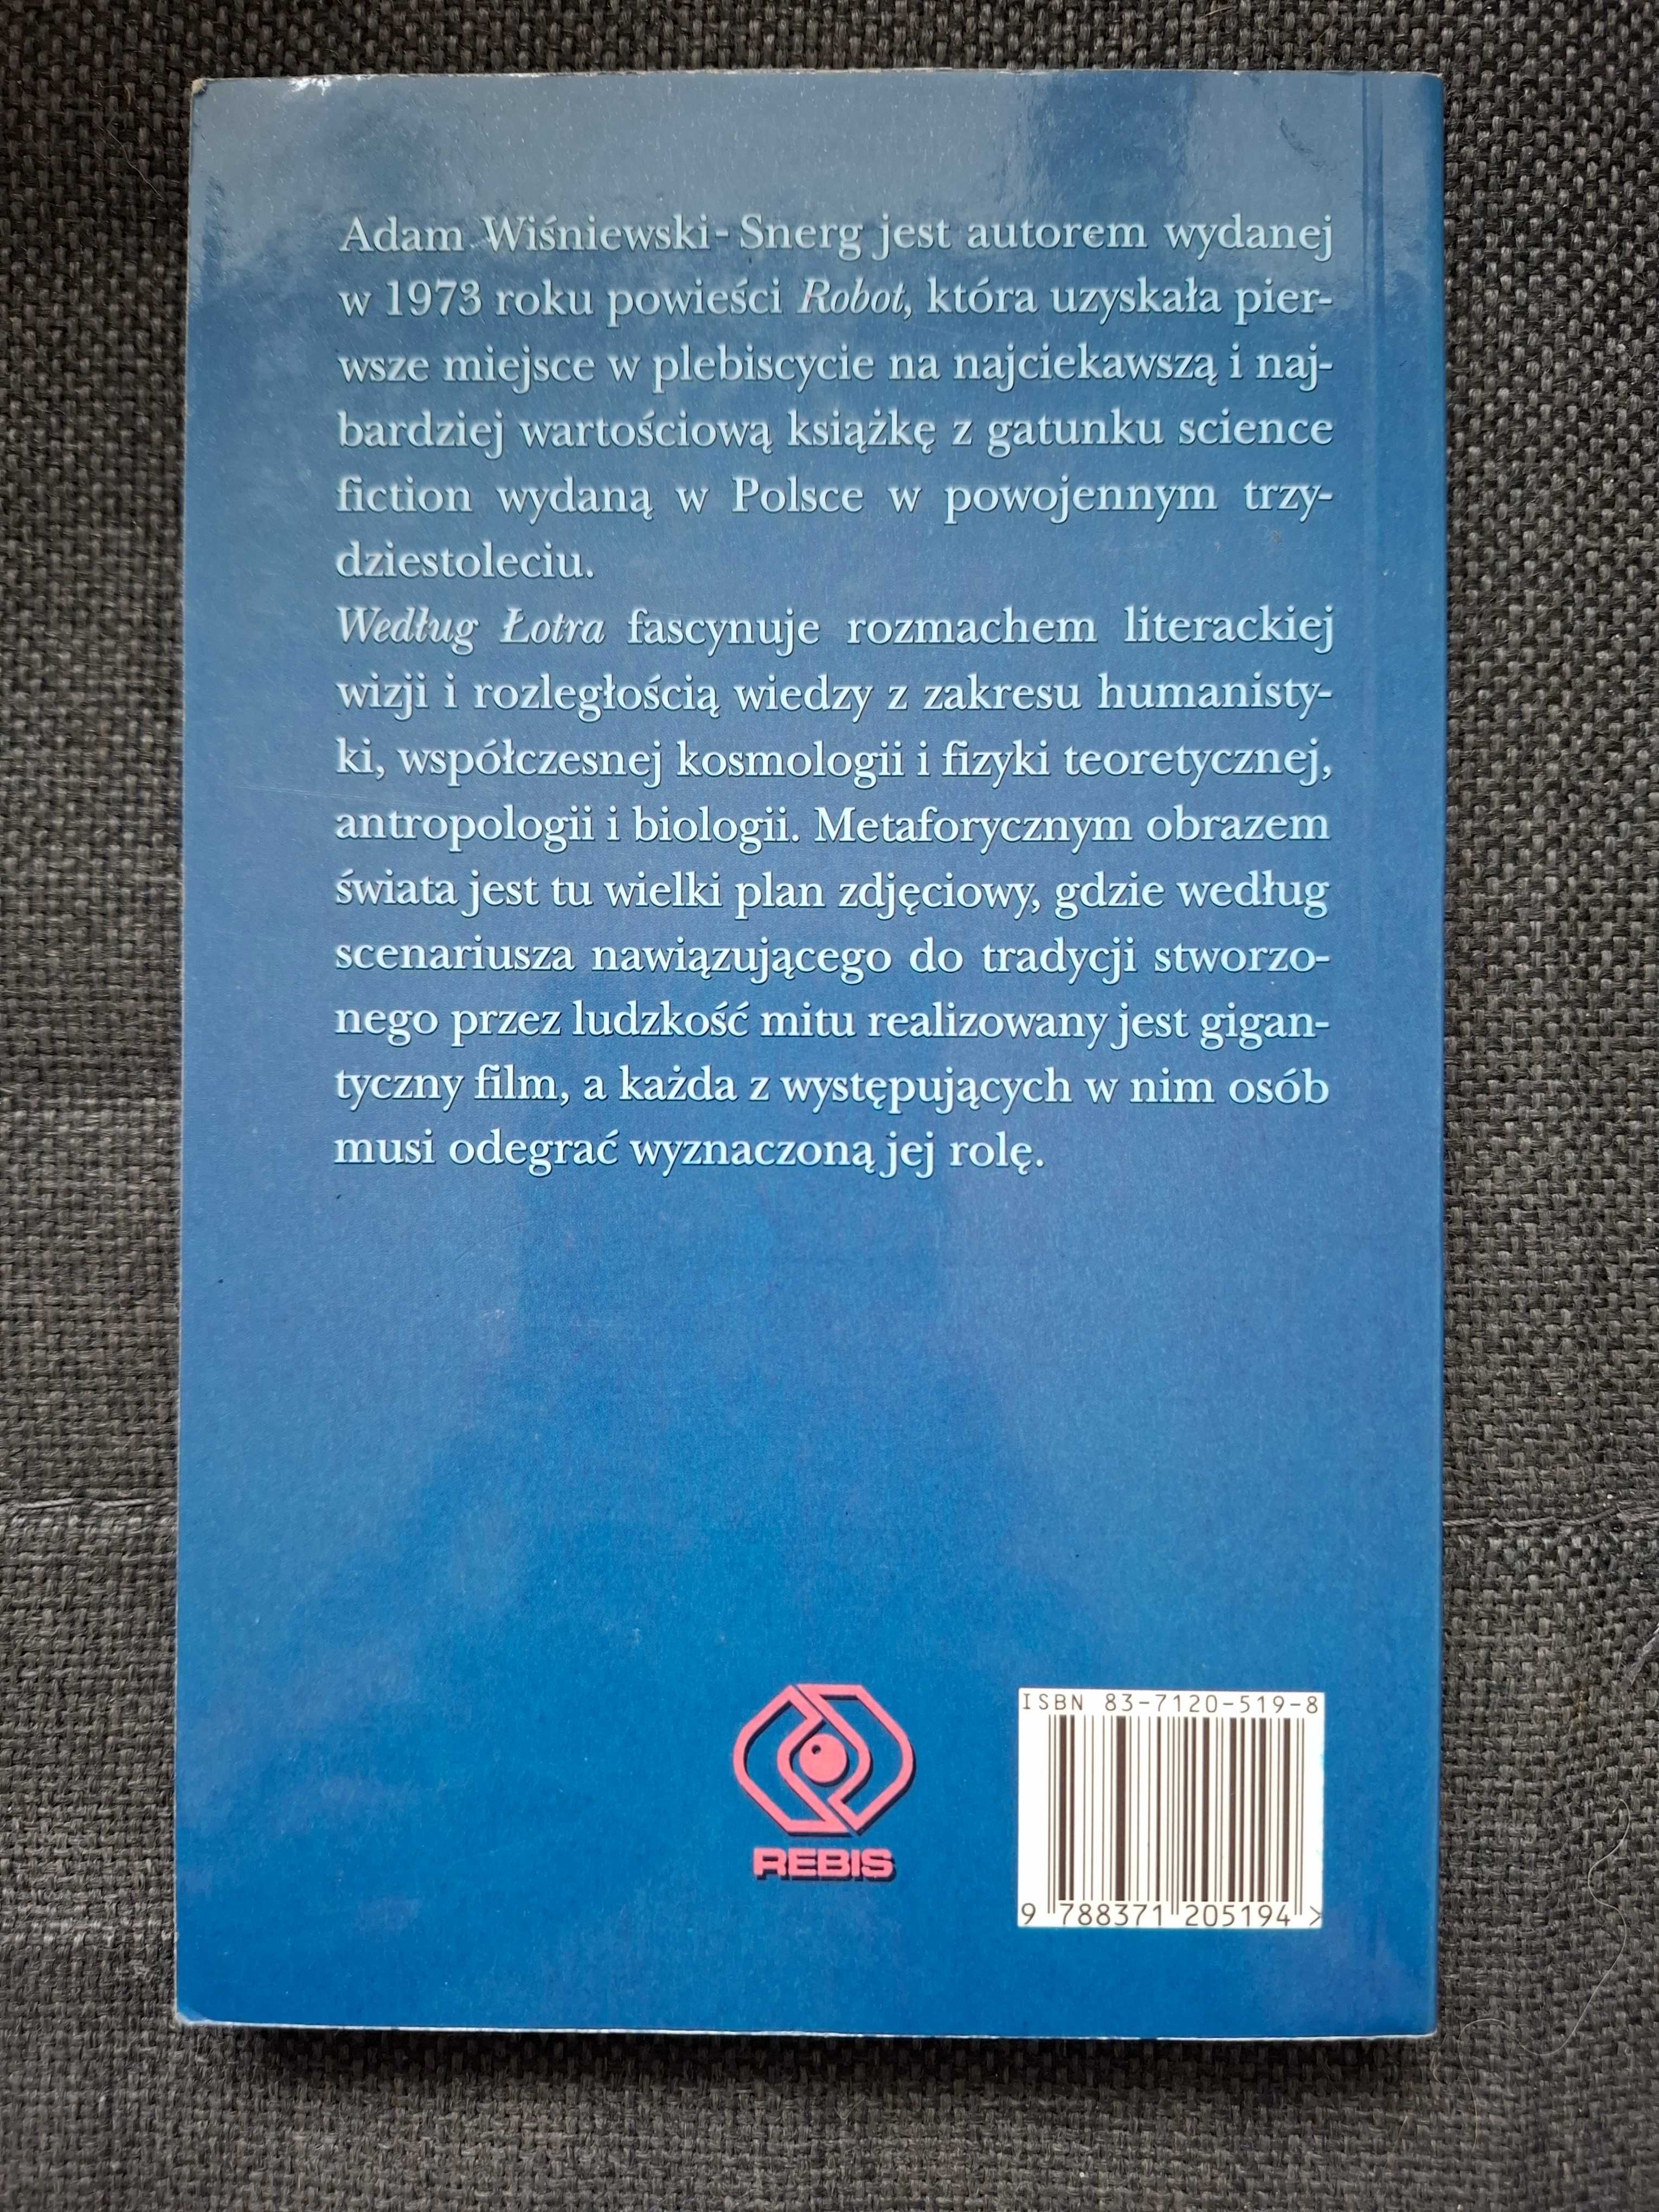 Adam Wiśniewski-Snerg jest autorem wydanej
w 1973 roku powieści Robot, która uzyskała pier-
wsze miejsce w plebiscycie na najciekawszą i naj-
bardziej wartościową książkę z gatunku science
fiction wydaną w Polsce w powojennym trzy-
dziestoleciu.
Według Łotra fascynuje rozmachem literackiej
wizji i rozległością wiedzy z zakresu humanisty-
ki, współczesnej kosmologii i fizyki teoretycznej,
antropologii i biologii. Metaforycznym obrazem
świata jest tu wielki plan zdjęciowy, gdzie według
scenariusza nawiązującego do tradycji stworzo-
nego przez ludzkość mitu realizowany jest gigan-
tyczny film, a każda z występujących w nim osób
musi odegrać wyznaczoną jej rolę.
REBIS
ISBN 83-7120-519-8
9 788371 205194 >